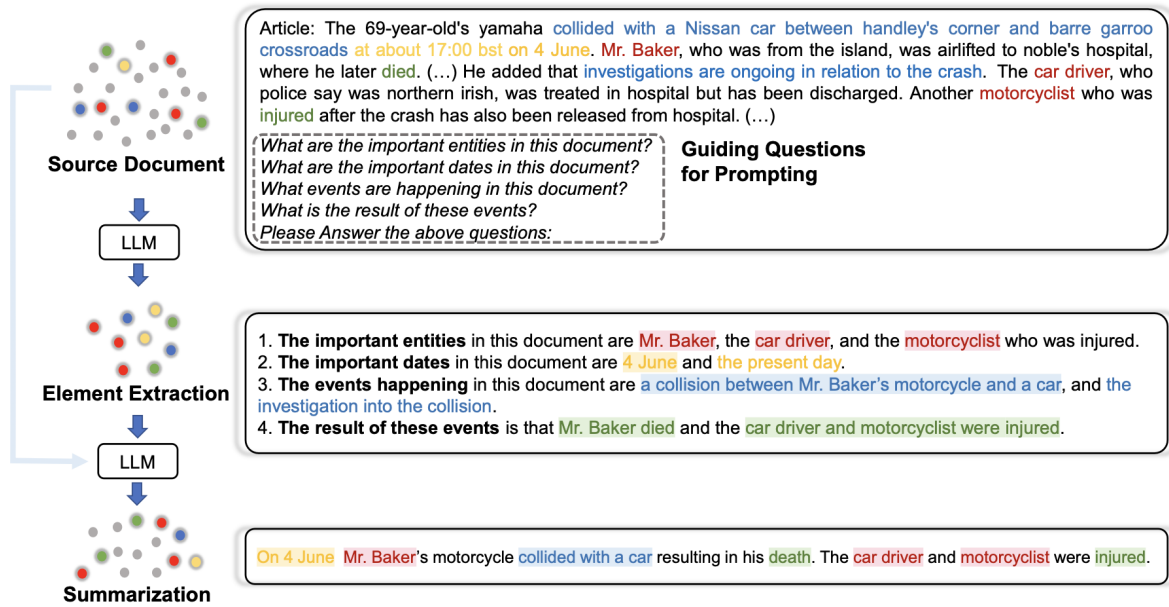 Article: The 69-year-old's yamaha collided with a Nissan car between handley's corner and barre garroo
crossroads at about 17:00 bst on 4 June. Mr. Baker, who was from the island, was airlifted to noble's hospital,
where he later died. (…) He added that investigations are ongoing in relation to the crash. The car driver, who
police say was northern irish, was treated in hospital but has been discharged. Another motorcyclist who was
injured after the crash has also been released from hospital. (…)
What are the important entities in this document?
What are the important dates in this document?
What events are happening in this document?
What is the result of these events?
Please Answer the above questions:
Guiding Questions
for Prompting
Source Document
LLM
1. The important entities in this document are Mr. Baker, the car driver, and the motorcyclist who was injured.
2. The important dates in this document are 4 June and the present day.
3. The events happening in this document are a collision between Mr. Baker's motorcycle and a car, and the
investigation into the collision.
4. The result of these events is that Mr. Baker died and the car driver and motorcyclist were injured.
Element Extraction
LLM
On 4 June Mr. Baker's motorcycle collided with a car resulting in his death. The car driver and motorcyclist were injured.
Summarization